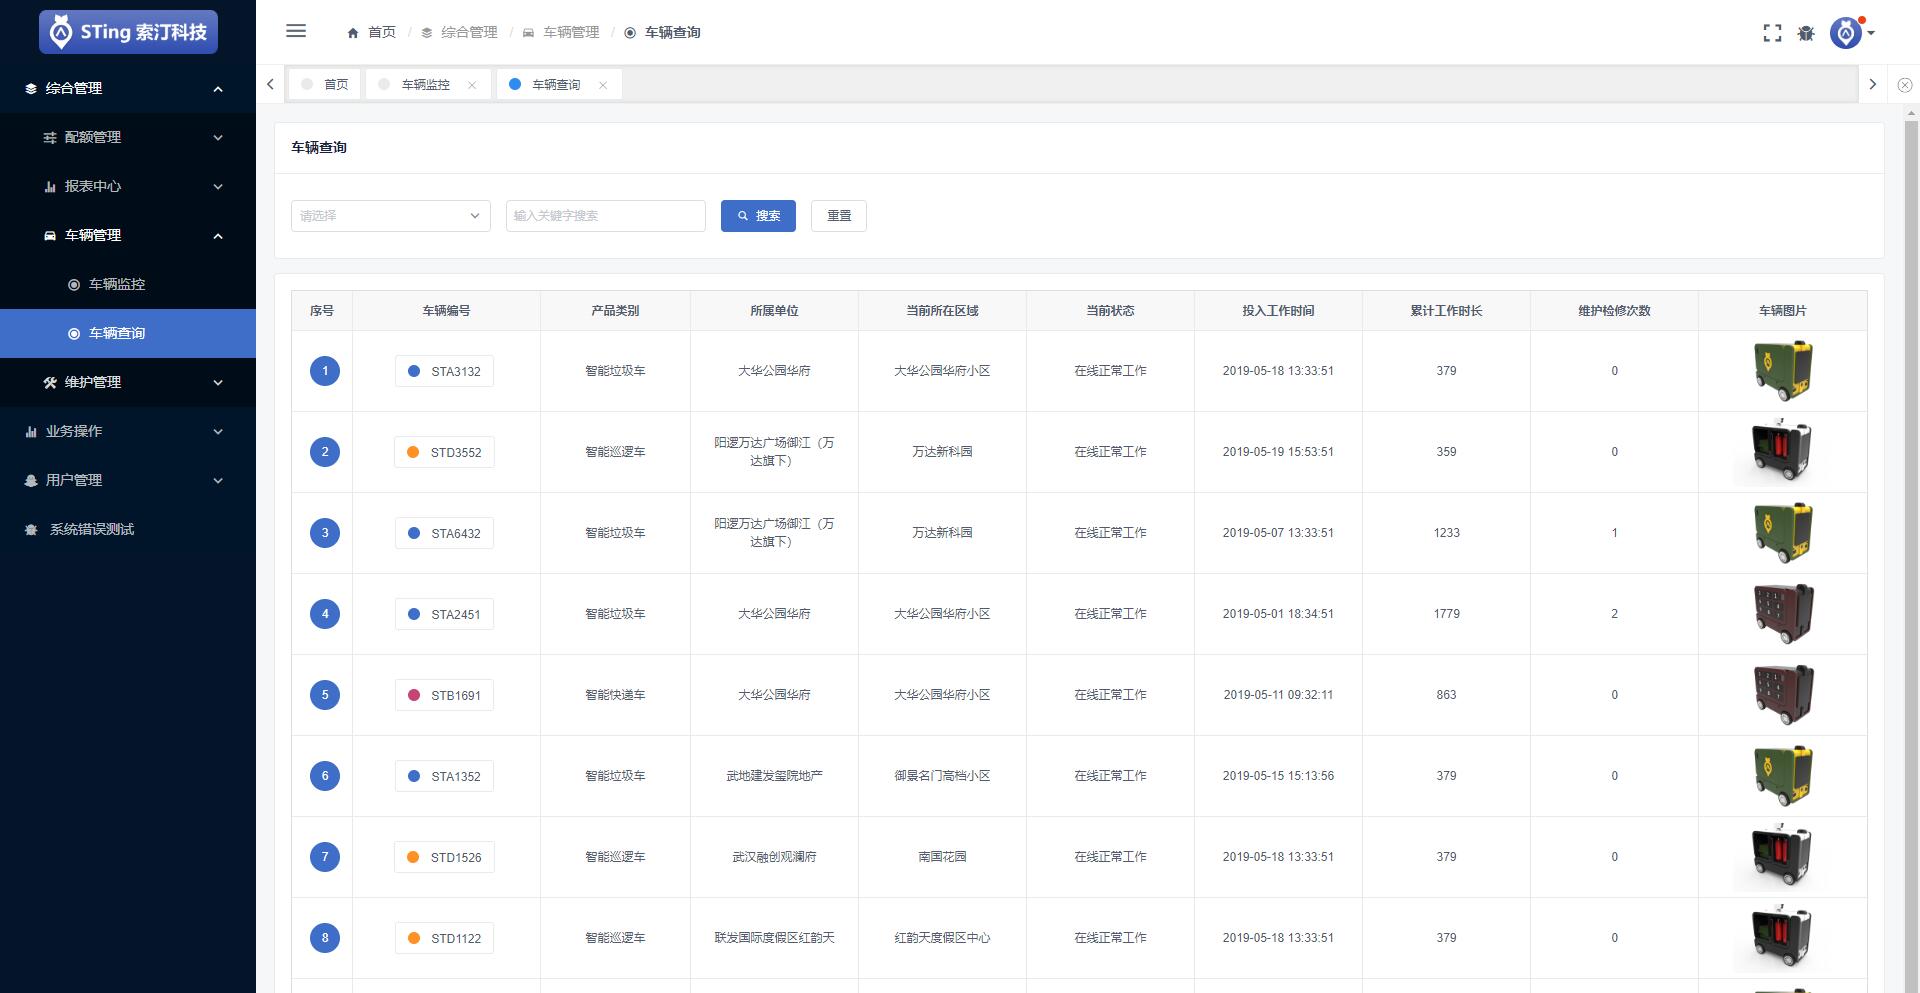 STing 索汀科技
综合管理
配额管理
报表中心
车辆管理
车辆监控
车辆查询
维护管理
业务操作
用户管理
系统错误测试
首页 / 综合管理 / 车辆管理 / 车辆查询
首页 车辆监控 车辆查询
车辆查询
请选择 输入关键字搜索 搜索 重置
序号 车辆编号 产品类别 所属单位 当前所在区域 当前状态 投入工作时间 累计工作时长 维护检修次数 车辆图片
1 STA3132 智能垃圾车 大华公园华府 大华公园华府小区 在线正常工作 2019-05-18 13:33:51 379 0
2 STD3552 智能巡逻车 阳逻万达广场御江（万达旗下） 万达新科园 在线正常工作 2019-05-19 15:53:51 359 0
3 STA6432 智能垃圾车 阳逻万达广场御江（万达旗下） 万达新科园 在线正常工作 2019-05-07 13:33:51 1233 1
4 STA2451 智能垃圾车 大华公园华府 大华公园华府小区 在线正常工作 2019-05-01 18:34:51 1779 2
5 STB1691 智能快递车 大华公园华府 大华公园华府小区 在线正常工作 2019-05-11 09:32:11 863 0
6 STA1352 智能垃圾车 武地建发玺院地产 御景名门高档小区 在线正常工作 2019-05-15 15:13:56 379 0
7 STD1526 智能巡逻车 武汉融创观澜府 南国花园 在线正常工作 2019-05-18 13:33:51 379 0
8 STD1122 智能巡逻车 联发国际度假区红韵天 红韵天度假区中心 在线正常工作 2019-05-18 13:33:51 379 0